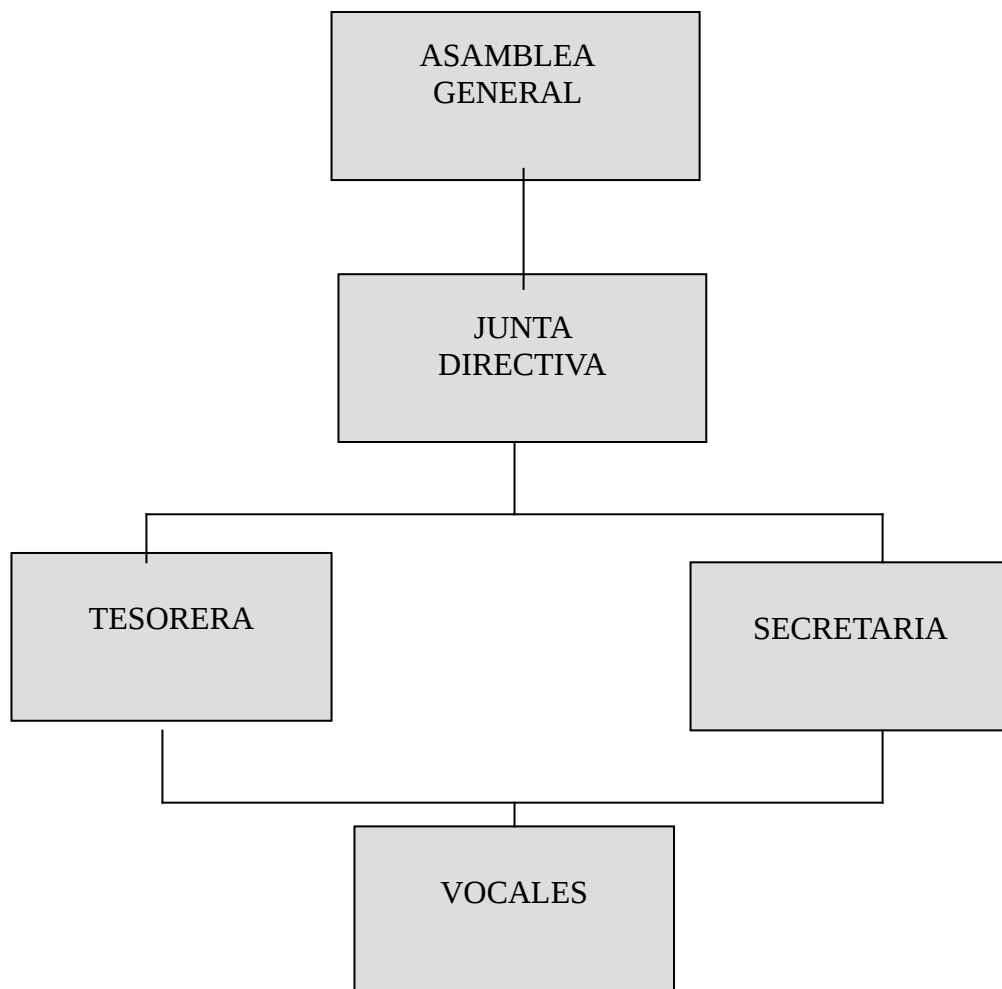 ASAMBLEA
GENERAL
JUNTA
DIRECTIVA
TESORERA
SECRETARIA
VOCALES